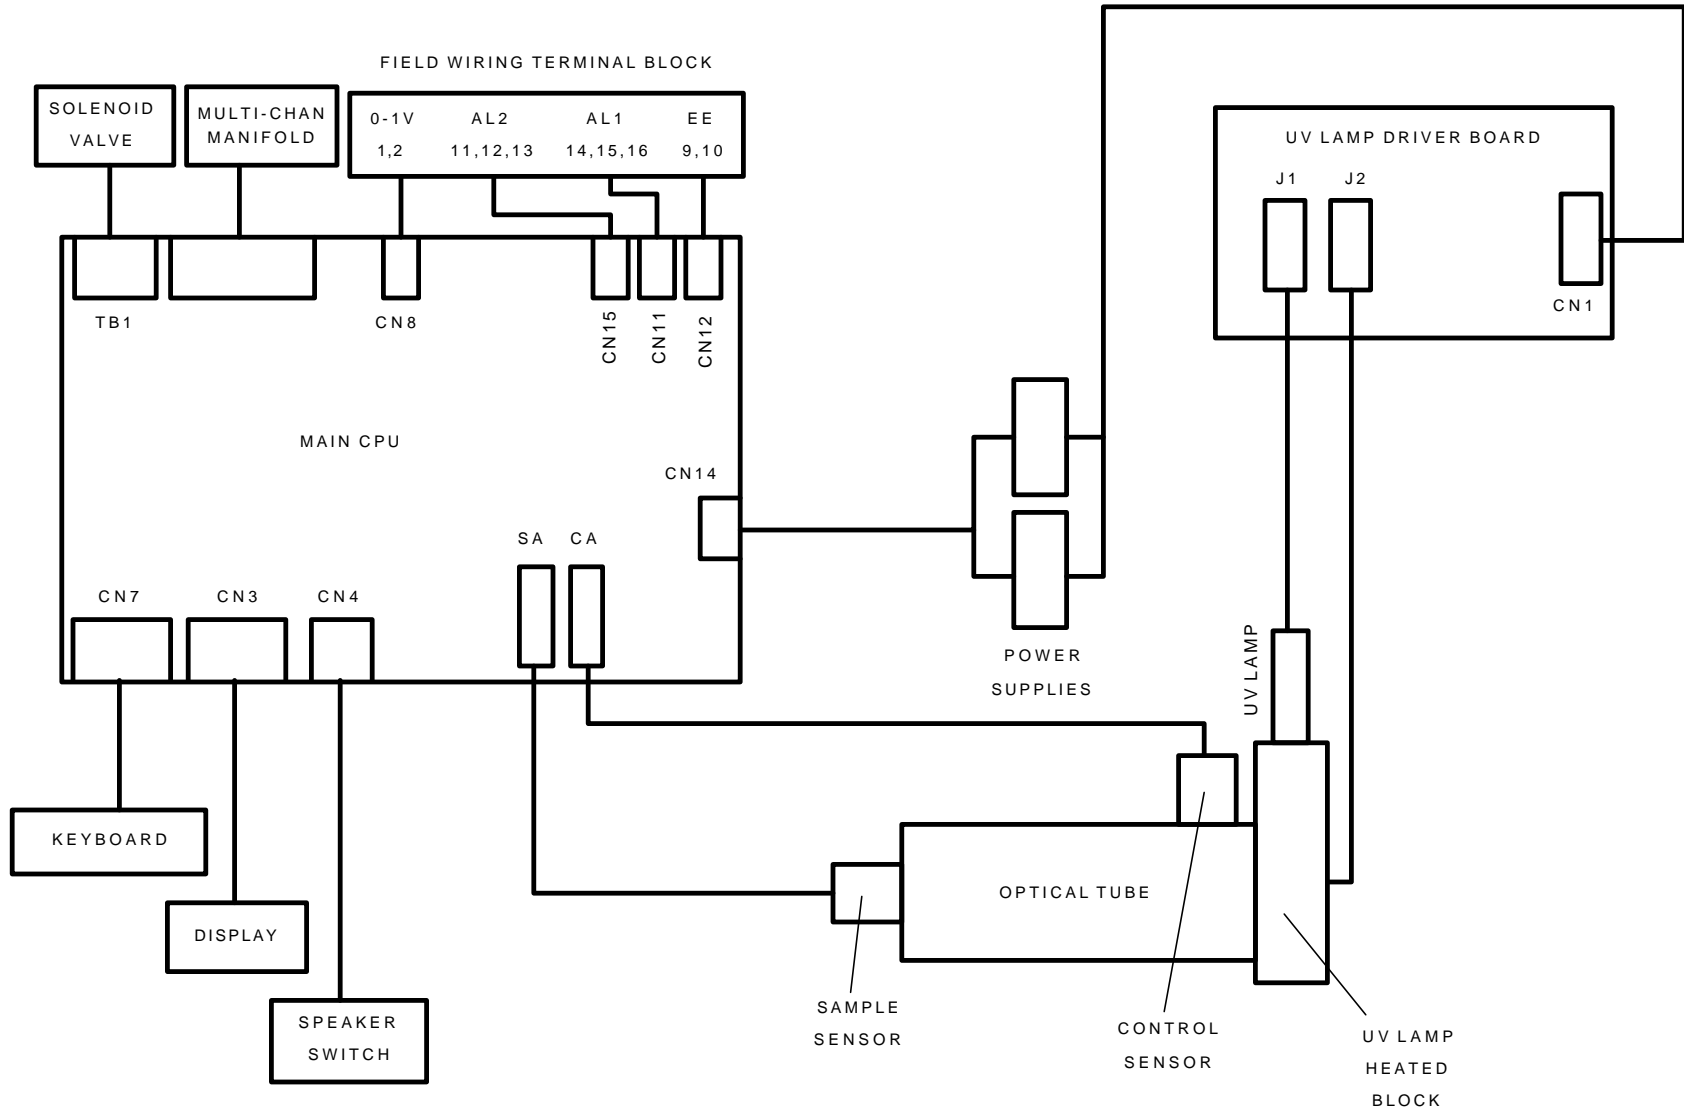 FIELD WIRING TERMINAL BLOCK
SOLENOID
VALVE
MULTI-CHAN
MANIFOLD
0-1V AL2 AL1 EE
1,2 11,12,13 14,15,16 9,10
UV LAMP DRIVER BOARD
J1 J2
CN1
TB1
CN8
CN15
CN11
CN12
MAIN CPU
CN14
SA CA
CN7 CN3 CN4
POWER
SUPPLIES
UV LAMP
KEYBOARD
DISPLAY
SPEAKER
SWITCH
OPTICAL TUBE
SAMPLE
SENSOR
CONTROL
SENSOR
UV LAMP
HEATED
BLOCK